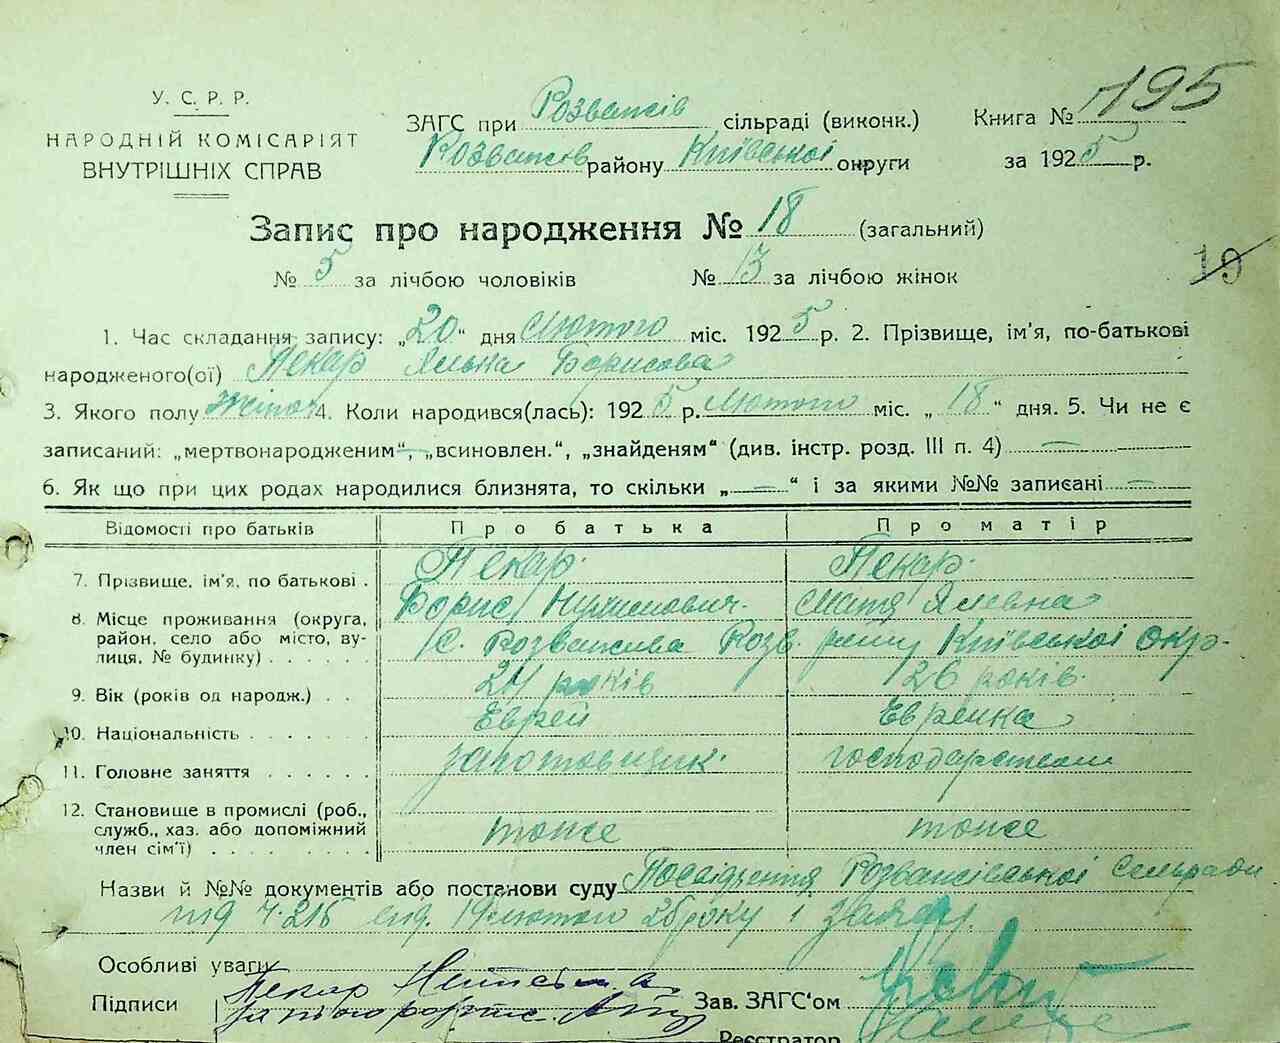 195
У. С. Р. Р.
НАРОДНІЙ КОМІСАРІЯТ
ВНУТРІШНІХ СПРАВ
ЗАГС при Розважів сільраді (виконк.) Книга №
Розважів району Київської округи за 1925 р.
Запис про народження № 18 (загальний)
№ 5 за лічбою чоловіків № 13 за лічбою жінок
19
1. Час складання запису: „20“ дня Лютого міс. 1925 р. 2. Прізвище, ім'я, по-батькові
народженого(ої) Пекар Борисова
3. Якого полу жіноч 4. Коли народився(лась): 1925 р. Лютого міс. „18“ дня. 5. Чи не є
записаний: „мертвонародженим“, „всиновлен.“, „знайденям“ (див. інстр. розд. III п. 4) —
6. Як що при цих родах народилися близнята, то скільки „—“ і за якими №№ записані —
Відомості про батьків Про батька Про матір
7. Прізвище, ім'я, по батькові . Пекар Пекар
Борис
8. Місце проживання (округа, район, село або місто, вулиця, № будинку) . . . . . с. Розважива Розв. Київської окр.
9. Вік (років од народж.) . . 24 років 26 років
10. Національність . . . . . . Еврей Еврейка
11. Головне заняття . . . . . . заготовщик
12. Становище в промислі (роб., служб., хаз. або допоміжний член сім'ї) . . . . . . . . тоже тоже
Назви й №№ документів або постанови суду Посвідчення Розважівської Сельради
від 19 лютого 25 року і
Особливі уваги
Підписи Пекар Зав. ЗАГС'ом
Реєстратор